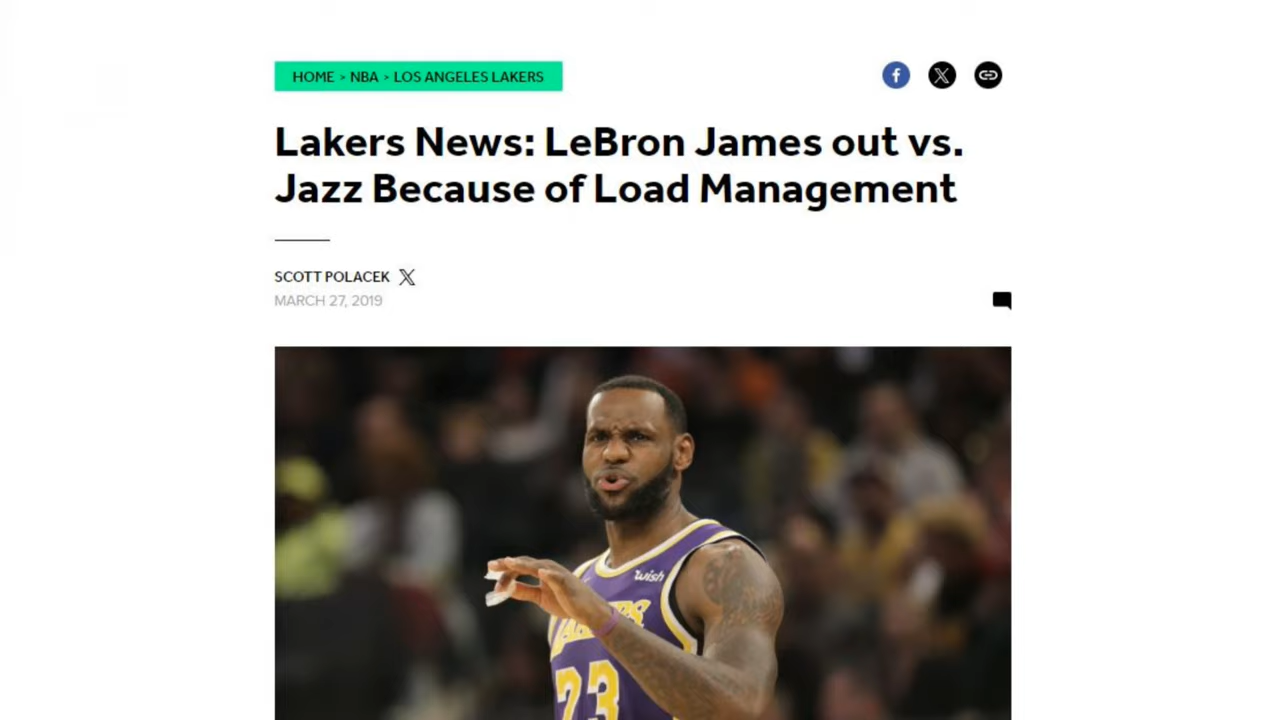 HOME > NBA > LOS ANGELES LAKERS
Lakers News: LeBron James out vs.
Jazz Because of Load Management
SCOTT POLACEK
MARCH 27, 2019
wish
LAKERS
23